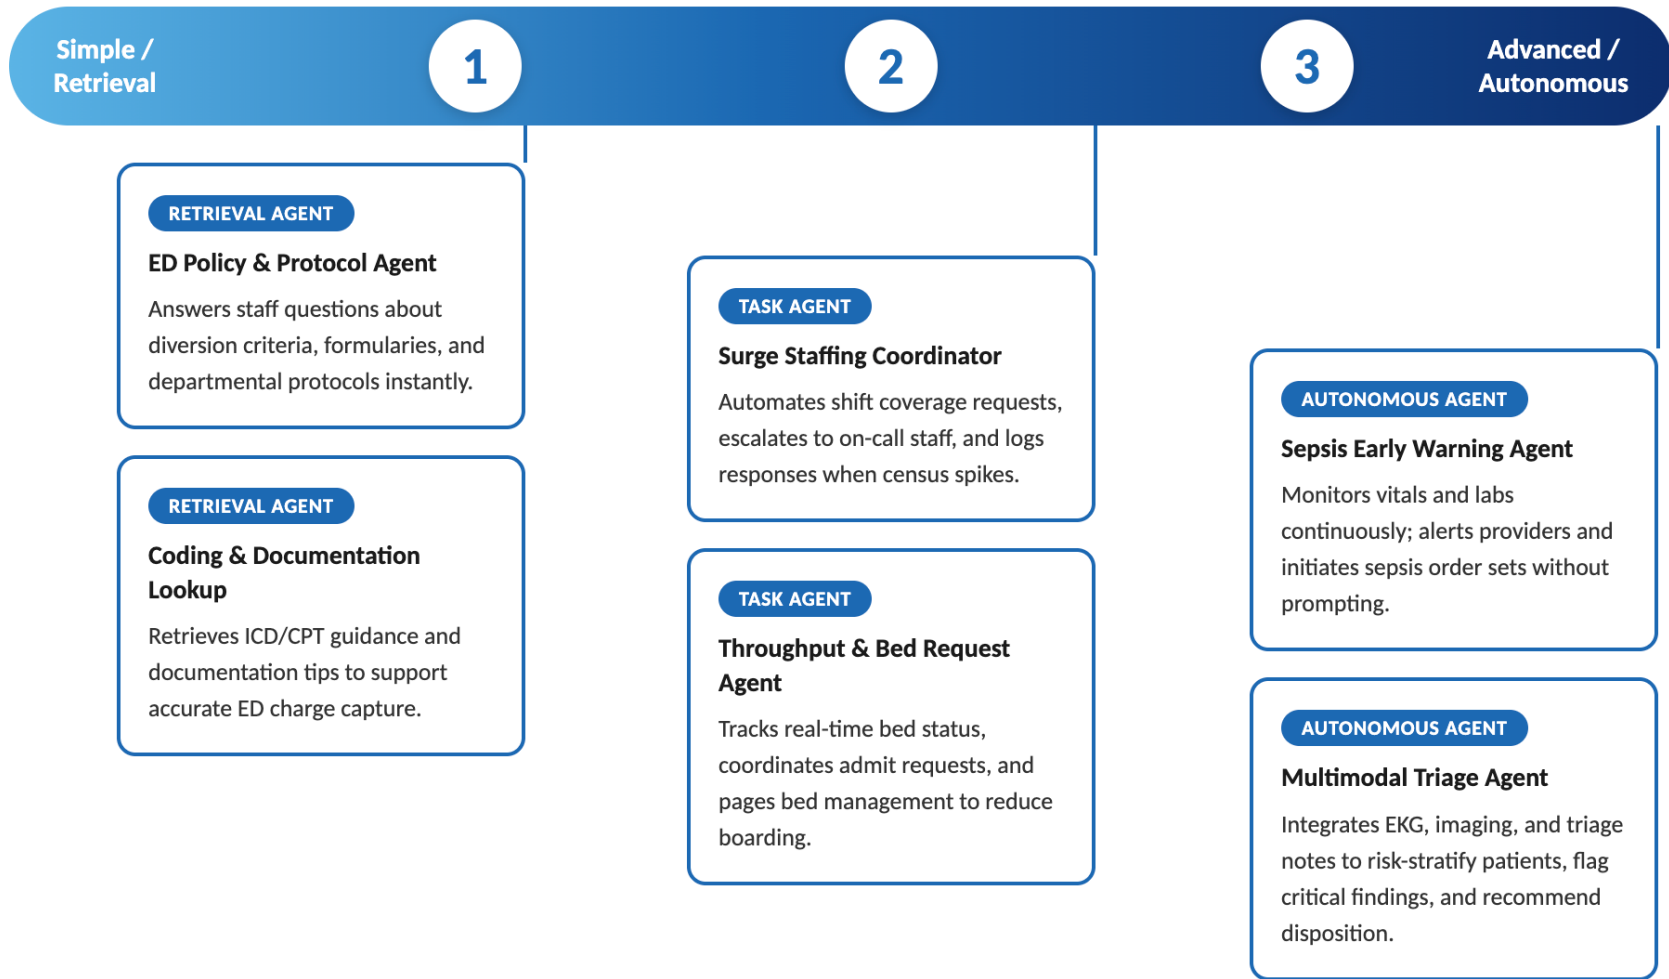 Simple /
Retrieval
1
2
3
Advanced /
Autonomous
RETRIEVAL AGENT
ED Policy & Protocol Agent
Answers staff questions about
diversion criteria, formularies, and
departmental protocols instantly.
RETRIEVAL AGENT
Coding & Documentation
Lookup
Retrieves ICD/CPT guidance and
documentation tips to support
accurate ED charge capture.
TASK AGENT
Surge Staffing Coordinator
Automates shift coverage requests,
escalates to on-call staff, and logs
responses when census spikes.
TASK AGENT
Throughput & Bed Request
Agent
Tracks real-time bed status,
coordinates admit requests, and
pages bed management to reduce
boarding.
AUTONOMOUS AGENT
Sepsis Early Warning Agent
Monitors vitals and labs
continuously; alerts providers and
initiates sepsis order sets without
prompting.
AUTONOMOUS AGENT
Multimodal Triage Agent
Integrates EKG, imaging, and triage
notes to risk-stratify patients, flag
critical findings, and recommend
disposition.